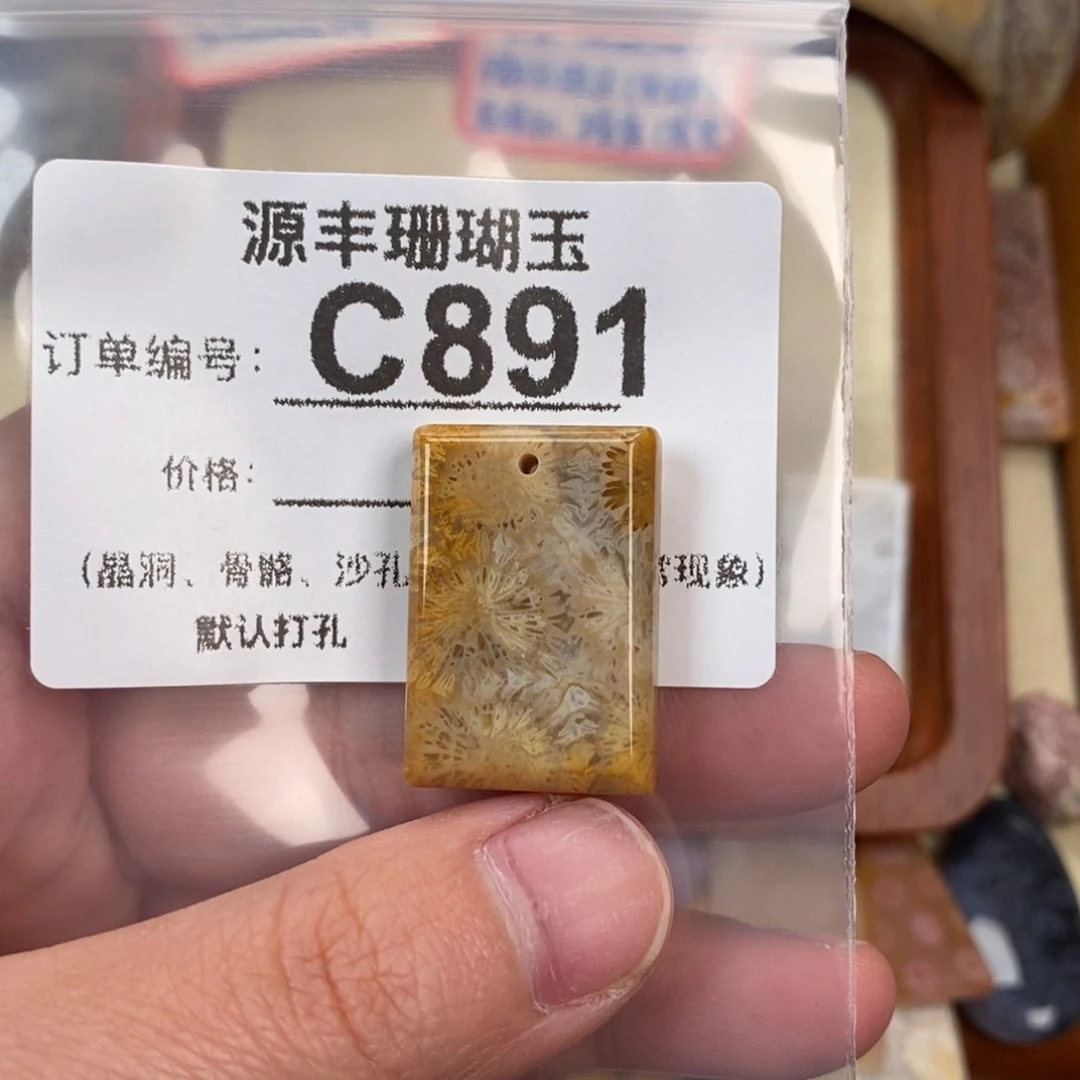 源丰珊瑚玉
C891
订单编号:
价格:
(晶洞、骨骼、沙孔 现象)
默认打孔